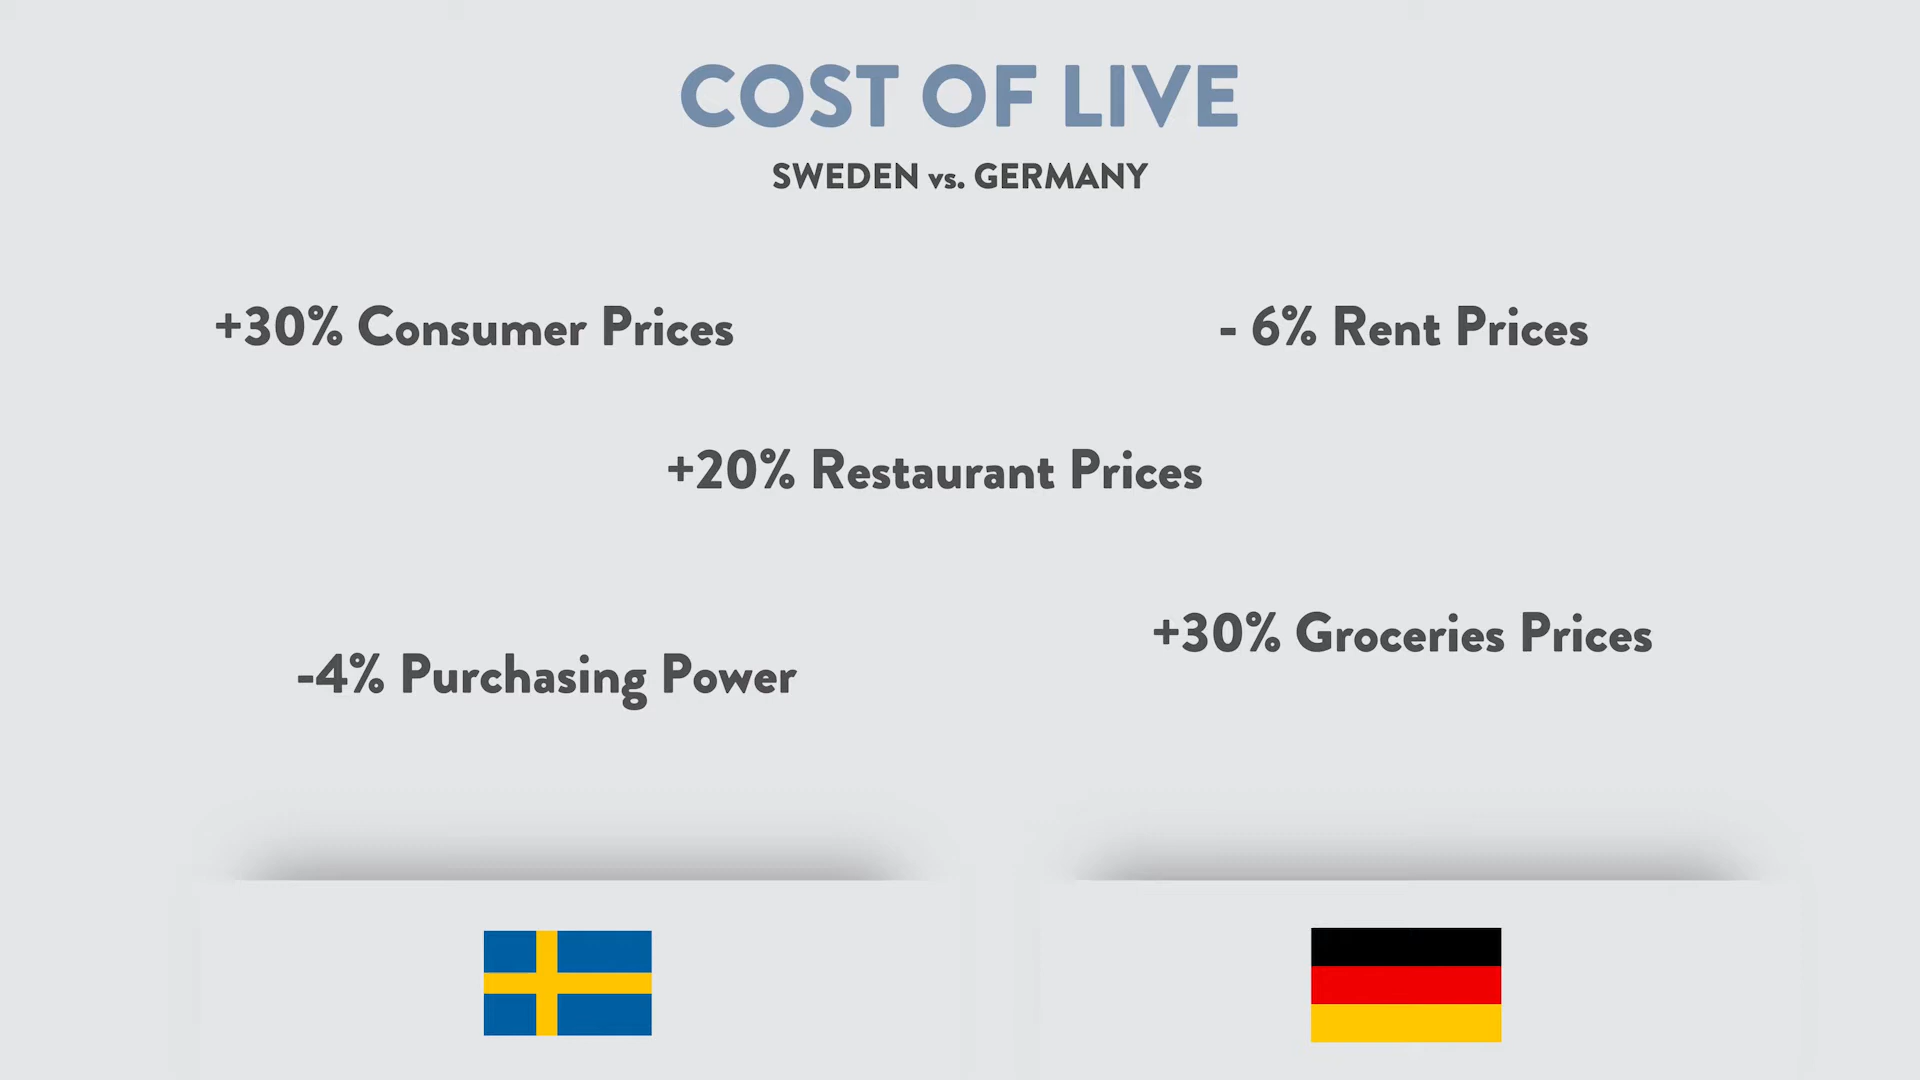 COST OF LIVE
SWEDEN vs. GERMANY
+30% Consumer Prices
- 6% Rent Prices
+20% Restaurant Prices
+30% Groceries Prices
-4% Purchasing Power